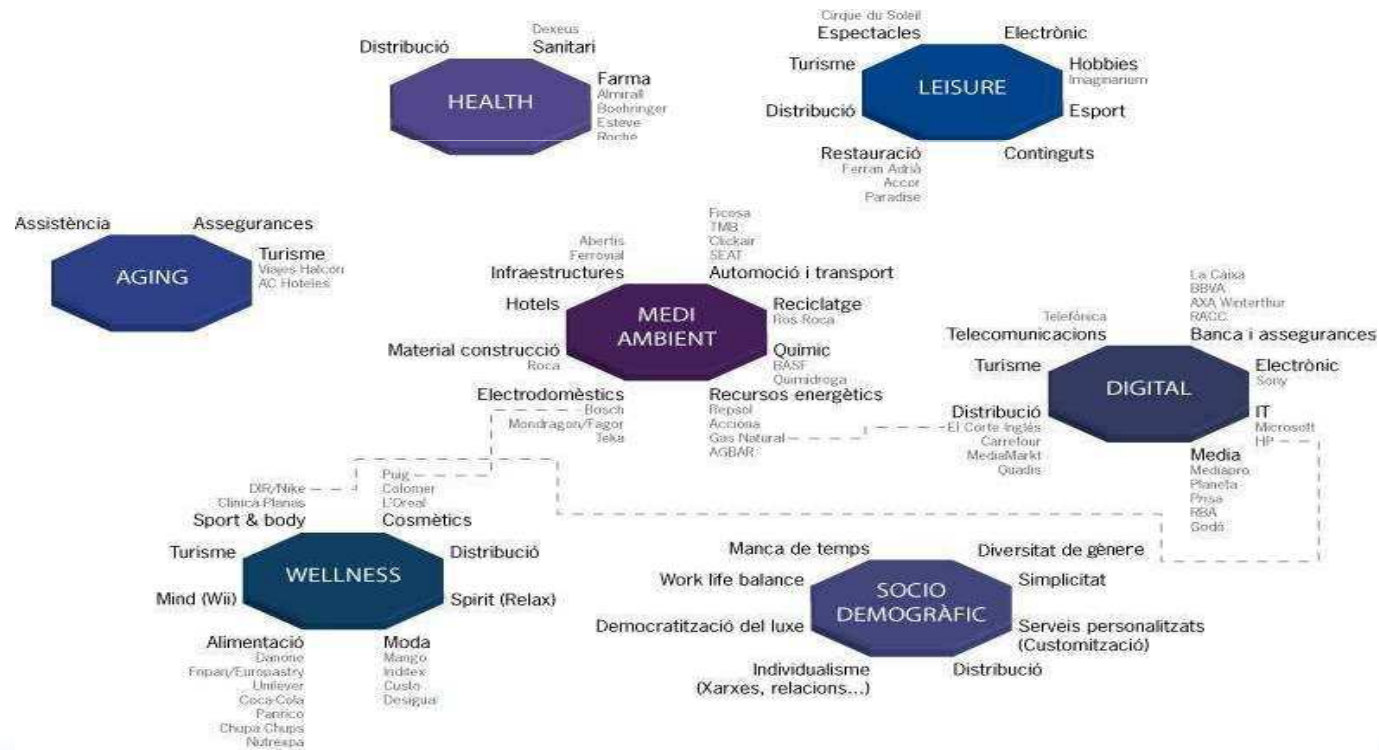 Distribució
Dexeus
Sanitari
HEALTH
Farma
Almirall
Boehringer
Esteve
Roche
Cirque du Soleil
Espectacles
Electrònic
Turisme
Hobbies
Imaginarium
LEISURE
Distribució
Esport
Restauració
Ferran Adrià
Accor
Paradise
Continguts
Assistència
Assegurances
Turisme
Viajes Halcon
AC Hoteles
AGING
Abertis
Ferrovial
Infraestructures
Ficosa
TMB
Clickair
SEAT
Automoció i transport
Hotels
Reciclatge
Ros Roca
MEDI
AMBIENT
Material construcció
Roca
Químic
BASF
Quimidroga
Electrodomèstics
Bosch
Mondragon/Fagor
Teka
Recursos energètics
Repsol
Acciona
Gas Natural
AGBAR
Telefónica
Telecomunicacions
La Caixa
BBVA
AXA Winterthur
RACC
Banca i assegurances
Turisme
Electrònic
Sony
DIGITAL
Distribució
El Corte Inglés
Carrefour
MediaMarkt
Quadis
IT
Microsoft
HP
Media
Mediapro
Planeta
Prisa
RBA
Godó
DIR/Nike
Clínica Planas
Sport & body
Puig
Colomer
L'Oreal
Cosmètics
Turisme
Distribució
WELLNESS
Mind (Wii)
Spirit (Relax)
Alimentació
Danone
Fripan/Europastry
Unilever
Coca-Cola
Panrico
Chupa Chups
Nutrexpa
Moda
Mango
Inditex
Custo
Desigual
Manca de temps
Diversitat de gènere
Work life balance
Simplicitat
SOCIO
DEMOGRÀFIC
Democratització del luxe
Serveis personalitzats
(Customització)
Individualisme
(Xarxes, relacions...)
Distribució